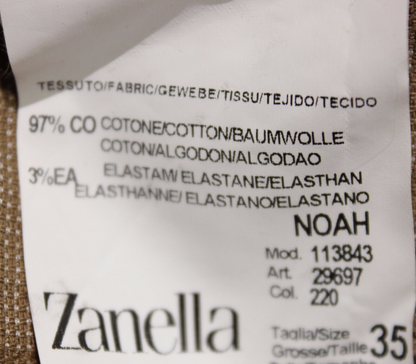 TESSUTO/FABRIC/GEWEBE/TISSU/TEJIDO/TECIDO
97% CO COTONE/COTTON/BAUMWOLLE
COTON/ALGODON/ALGODAO
3%EA ELASTAM/ELASTANE/ELASTHAN
ELASTHANNE/ELASTANO/ELASTANO
NOAH
Mod. 113843
Art. 29697
Col. 220
Zanella
Taglia/Size 35
Grosse/Taille